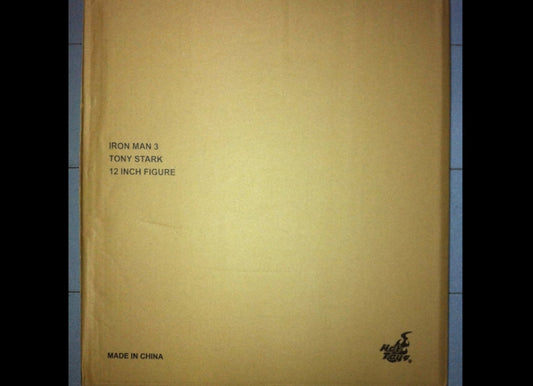 IRON MAN 3
TONY STARK
12 INCH FIGURE
MADE IN CHINA
HOT
TOYS